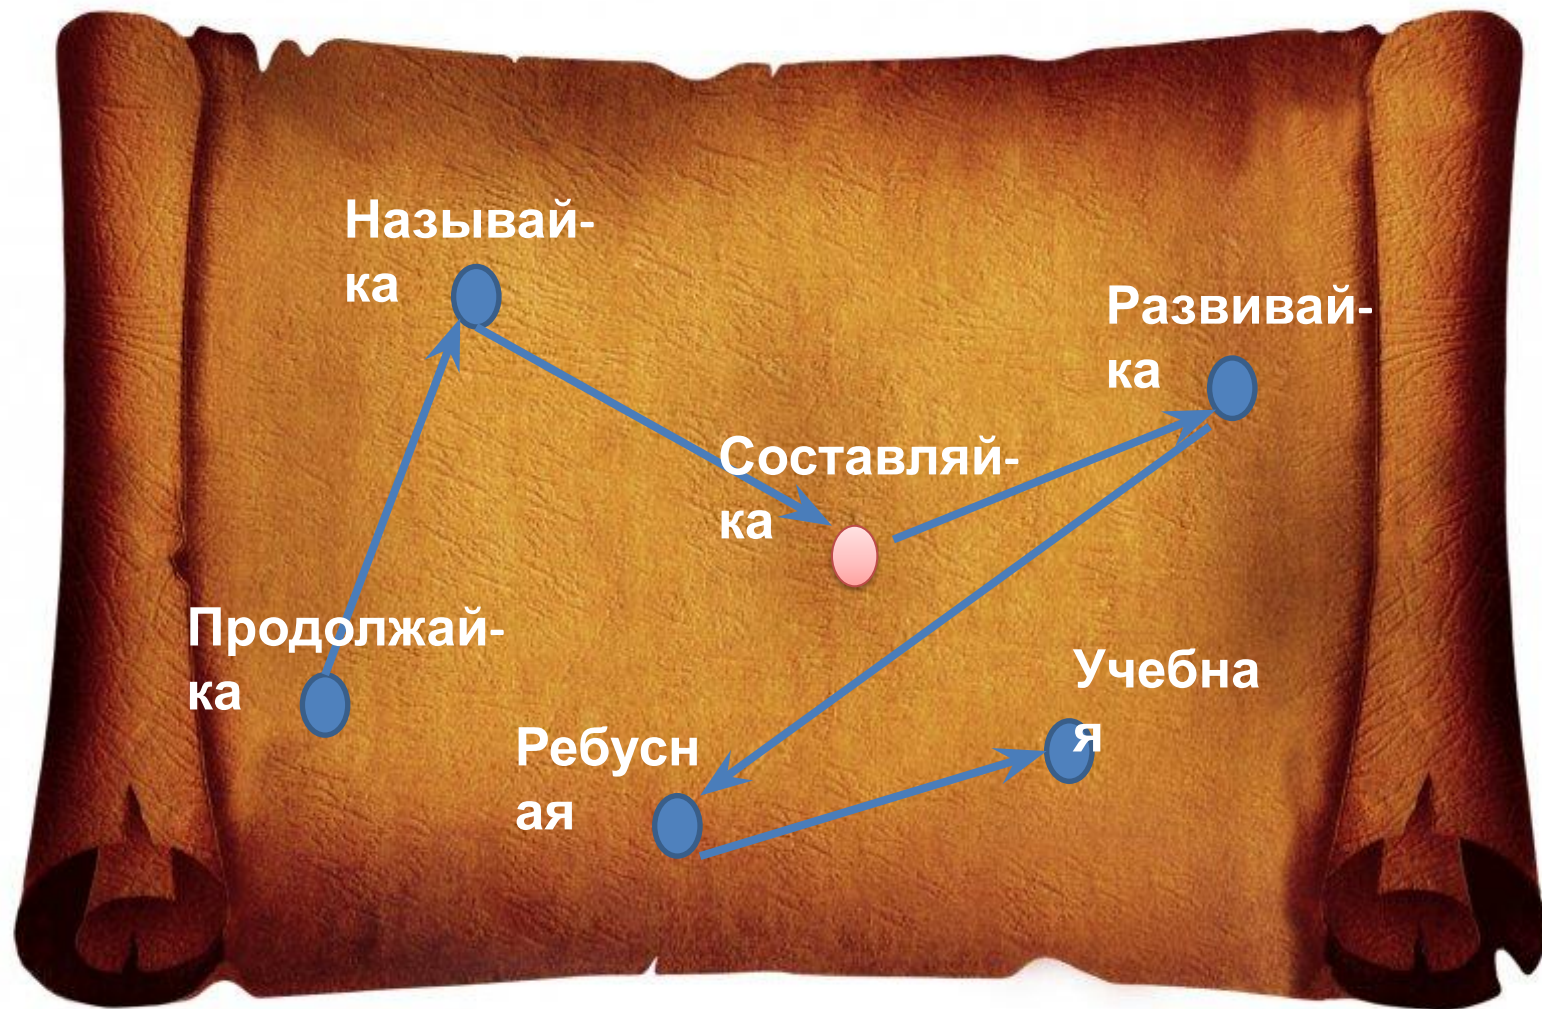 Называй-
ка
Развивай-
ка
Составляй-
ка
Продолжай-
ка
Учебна
я
Ребусн
ая